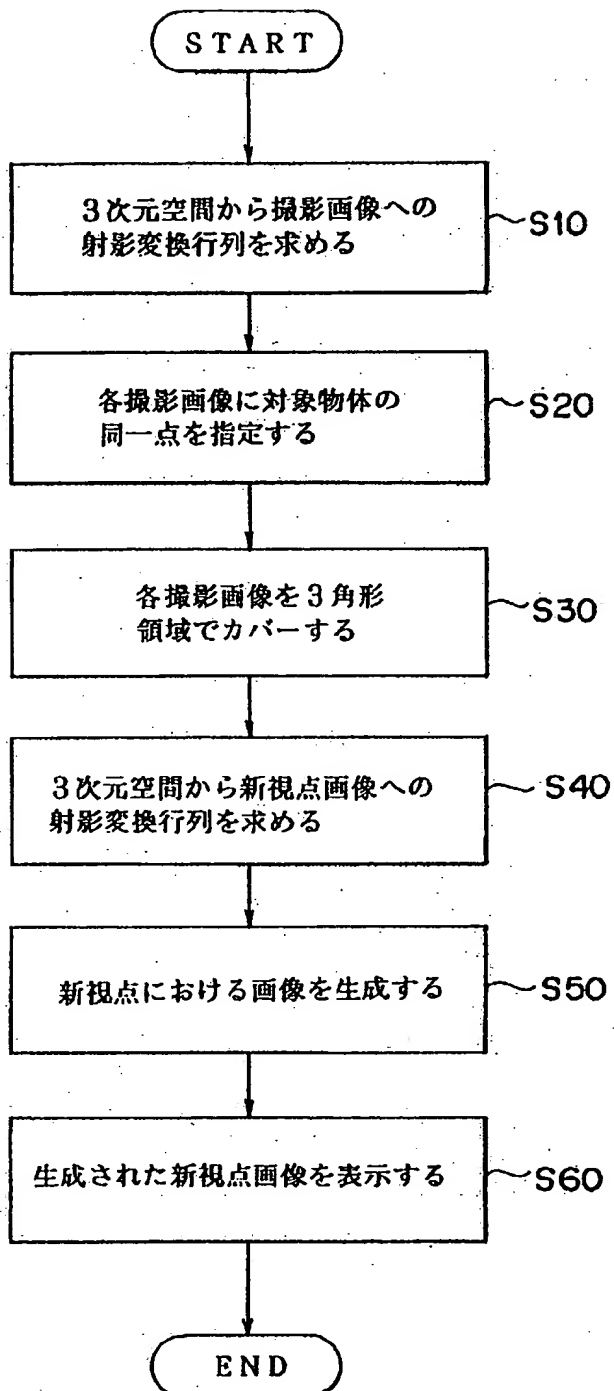 START
3次元空間から撮影画像への
射影変換行列を求める
S10
各撮影画像に対象物体の
同一点を指定する
S20
各撮影画像を3角形
領域でカバーする
S30
3次元空間から新視点画像への
射影変換行列を求める
S40
新視点における画像を生成する
S50
生成された新視点画像を表示する
S60
END